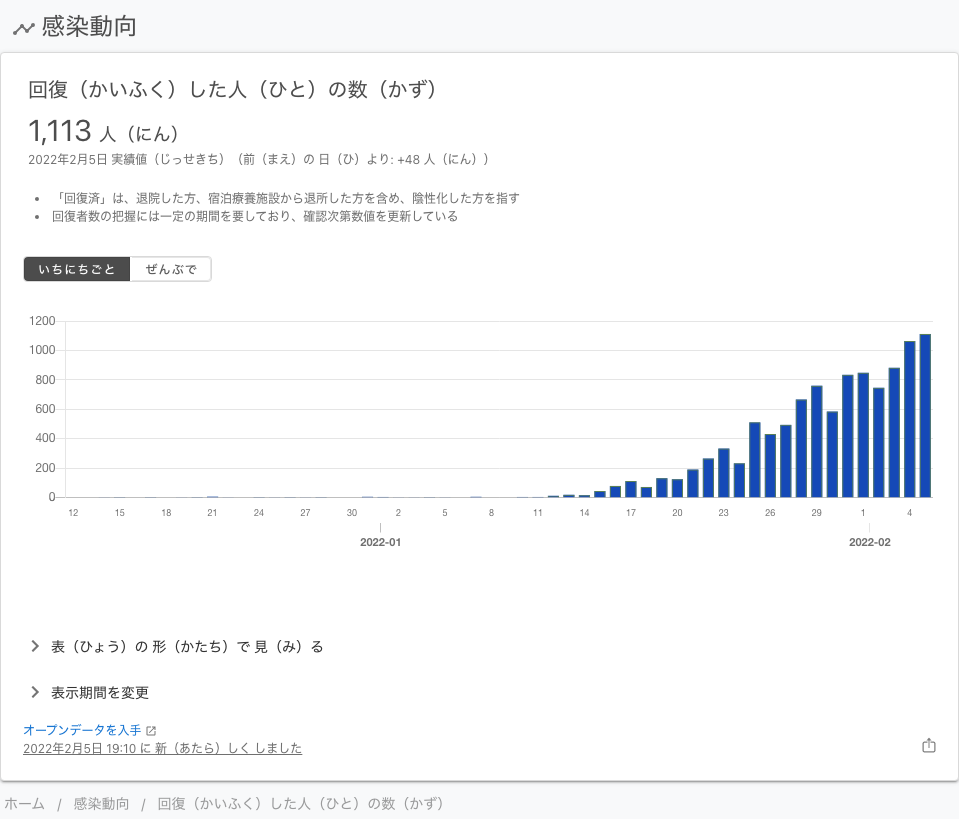 感染動向
回復（かいふく）した人（ひと）の数（かず）
1,113 人（にん）
2022年2月5日 実績値（じっせきち）（前（まえ）の 日（ひ）より: +48 人（にん））
「回復済」は、退院した方、宿泊療養施設から退所した方を含め、陰性化した方を指す
回復者数の把握には一定の期間を要しており、確認次第数値を更新している
いちにちごと ぜんぶで
1200
1000
800
600
400
200
0
12 15 18 21 24 27 30 2 5 8 11 14 17 20 23 26 29 1 4
2022-01 2022-02
表（ひょう）の 形（かたち）で 見（み）る
表示期間を変更
オープンデータを入手
2022年2月5日 19:10 に 新（あたら）しく しました
ホーム / 感染動向 / 回復（かいふく）した人（ひと）の数（かず）